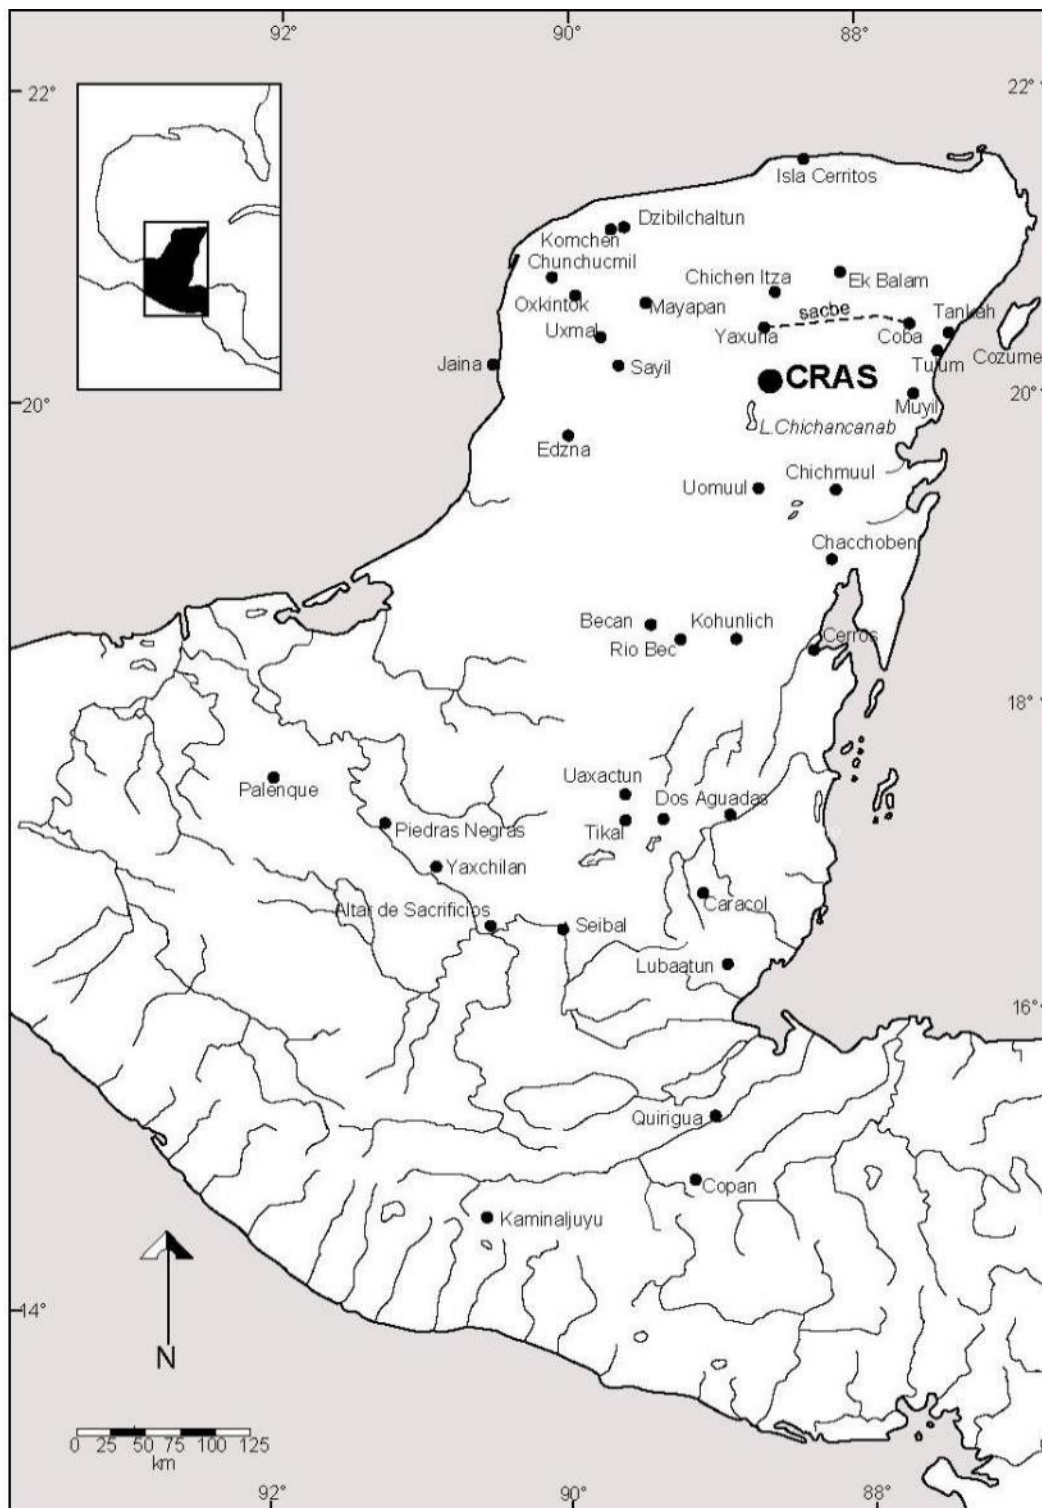 92°
90°
88°
22°
22°
Isla Cerritos
Dzibilchaltun
Komchen
Chunchucmil
Chichen Itza
Ek Balam
Oxkintok
Mayapan
sacbe
Tankah
Uxmal
Yaxuna
Coba
Cozume
Jaina
Sayil
Tulum
CRAS
20°
20°
Muyil
L.Chichancanab
Edzna
Chichmuul
Uomuul
Chacchoben
Becan
Kohunlich
Rio Bec
Cerros
18°
Uaxactun
Palenque
Dos Aguadas
Piedras Negras
Tikal
Yaxchilan
Altar de Sacrificios
Caracol
Seibal
Lubaatun
16°
Quirigua
Copan
Kaminaljuyu
14°
N
0 25 50 75 100 125
km
92°
90°
88°